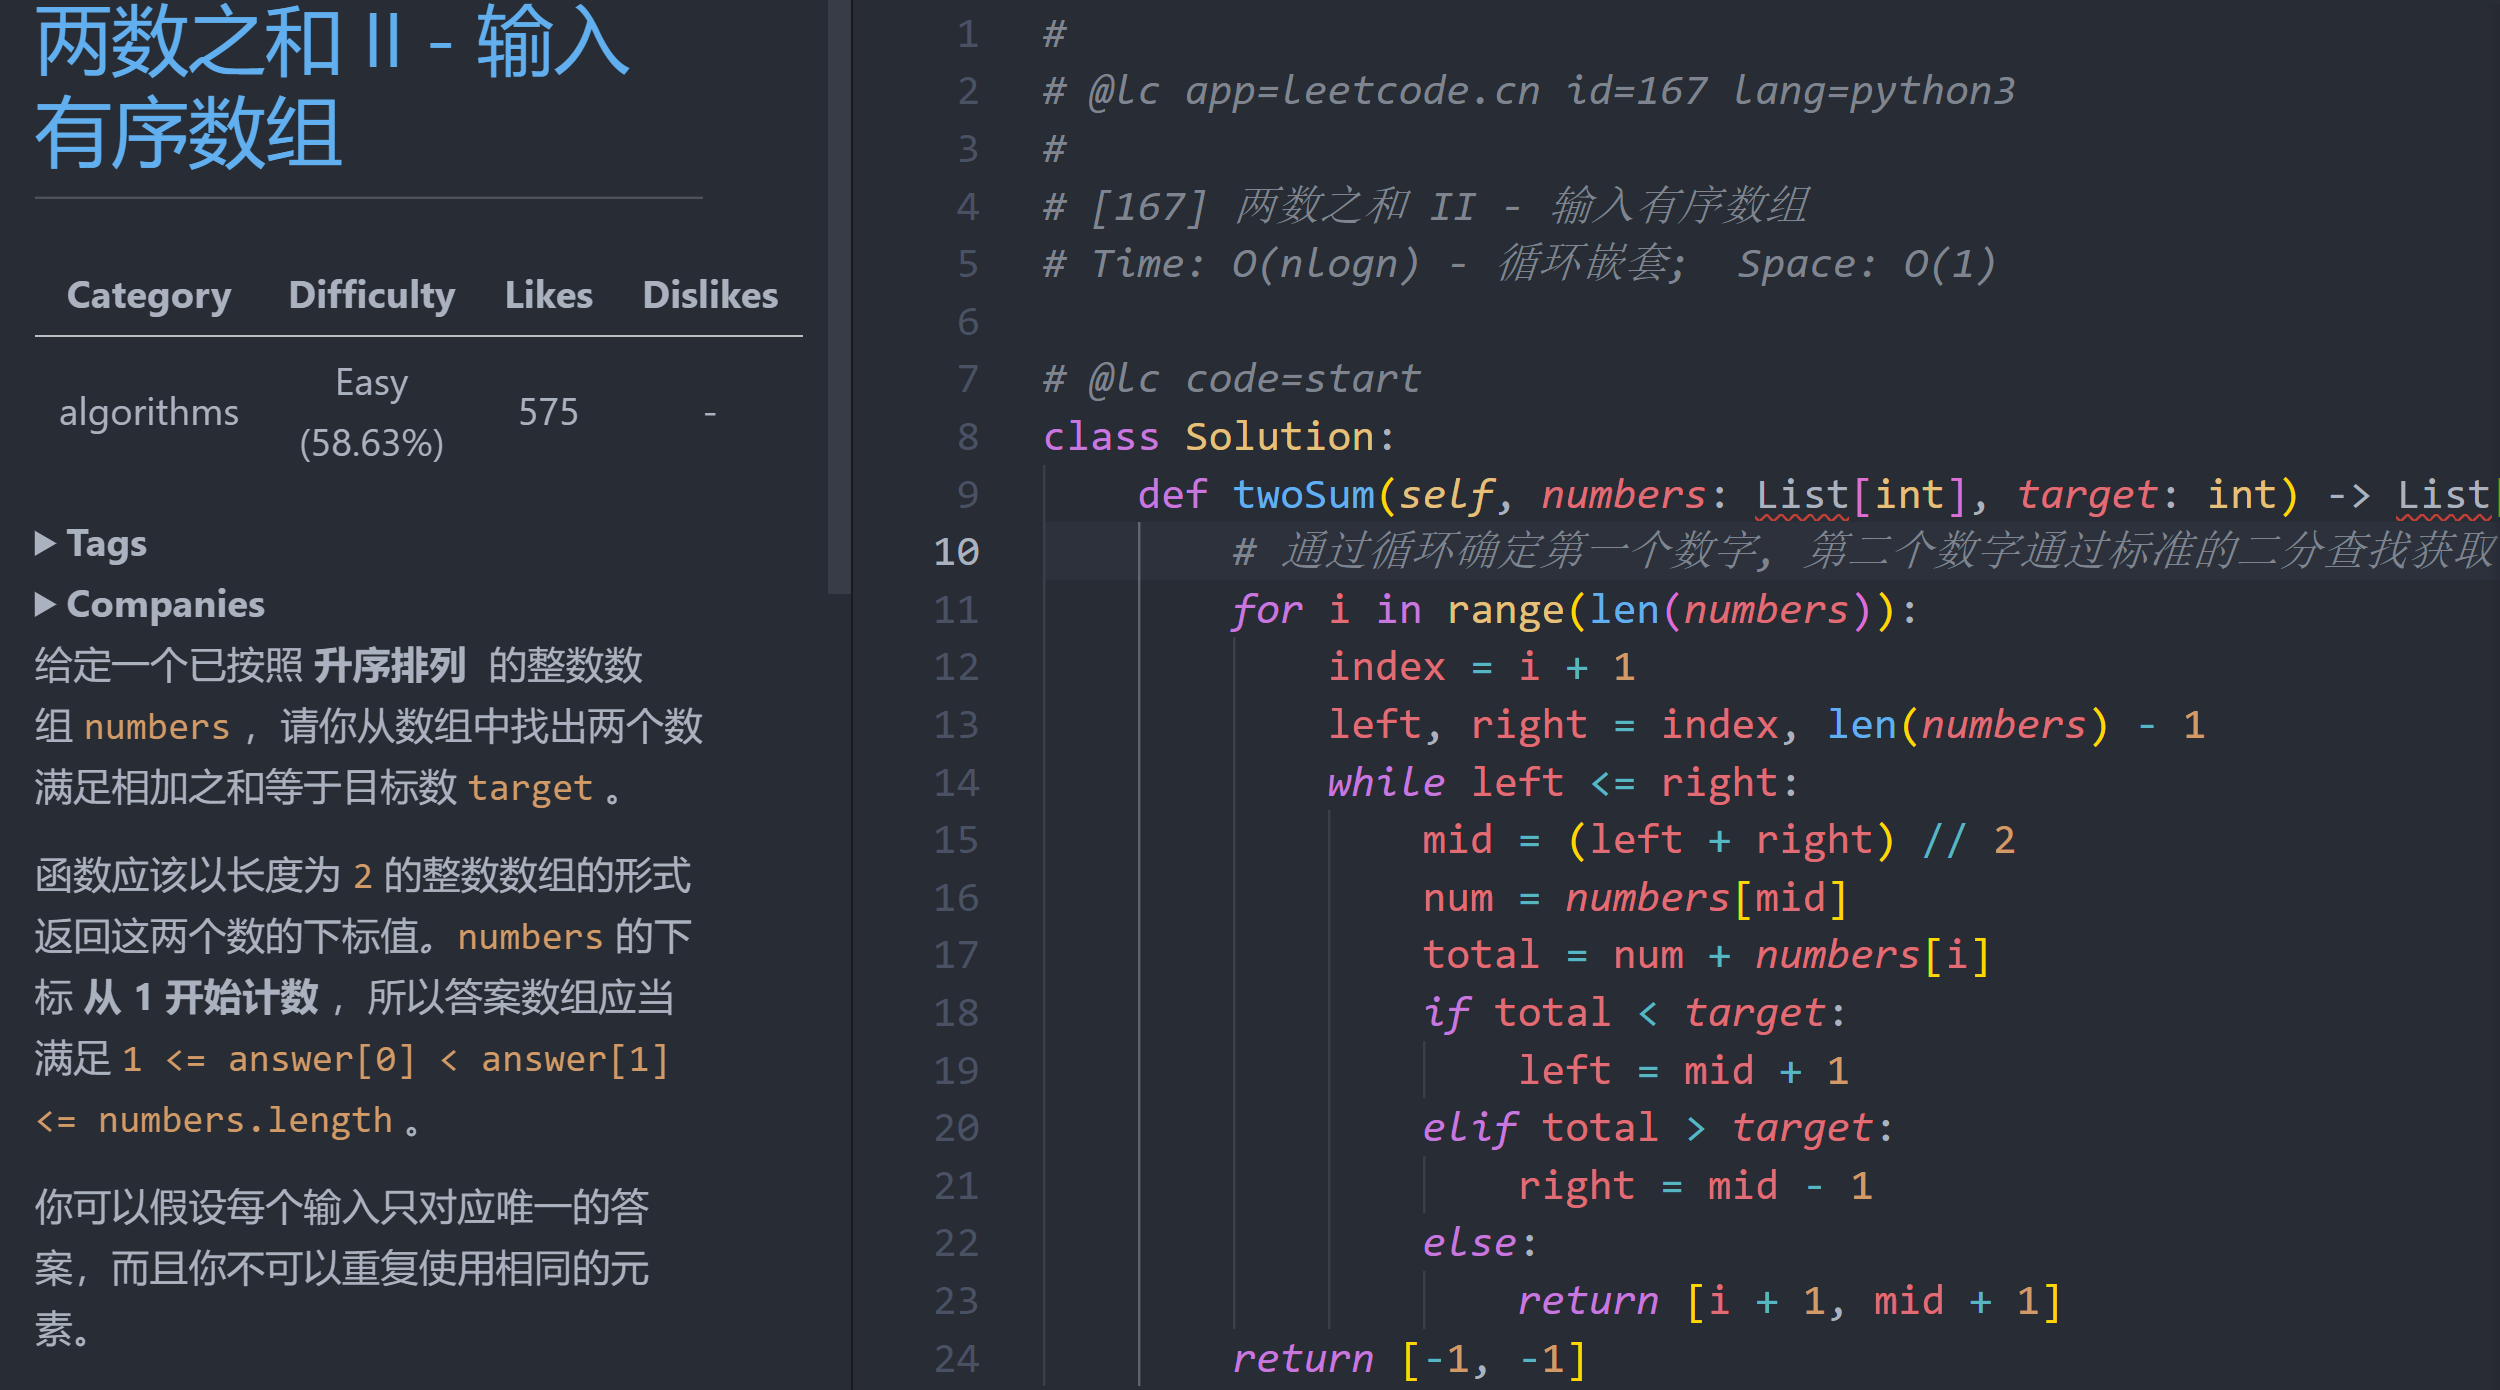 两数之和 II - 输入
有序数组
Category Difficulty Likes Dislikes
algorithms Easy (58.63%) 575 -
▶ Tags
▶ Companies
给定一个已按照 升序排列 的整数数
组 numbers ，请你从数组中找出两个数
满足相加之和等于目标数 target 。
函数应该以长度为 2 的整数数组的形式
返回这两个数的下标值。numbers 的下
标 从 1 开始计数 ，所以答案数组应当
满足 1 <= answer[0] < answer[1]
<= numbers.length 。
你可以假设每个输入只对应唯一的答
案，而且你不可以重复使用相同的元
素。
1 #
2 # @lc app=leetcode.cn id=167 lang=python3
3 #
4 # [167] 两数之和 II - 输入有序数组
5 # Time: O(nlogn) - 循环嵌套;  Space: O(1)
6
7 # @lc code=start
8 class Solution:
9     def twoSum(self, numbers: List[int], target: int) -> List[
10         # 通过循环确定第一个数字, 第二个数字通过标准的二分查找获取
11         for i in range(len(numbers)):
12             index = i + 1
13             left, right = index, len(numbers) - 1
14             while left <= right:
15                 mid = (left + right) // 2
16                 num = numbers[mid]
17                 total = num + numbers[i]
18                 if total < target:
19                     left = mid + 1
20                 elif total > target:
21                     right = mid - 1
22                 else:
23                     return [i + 1, mid + 1]
24         return [-1, -1]